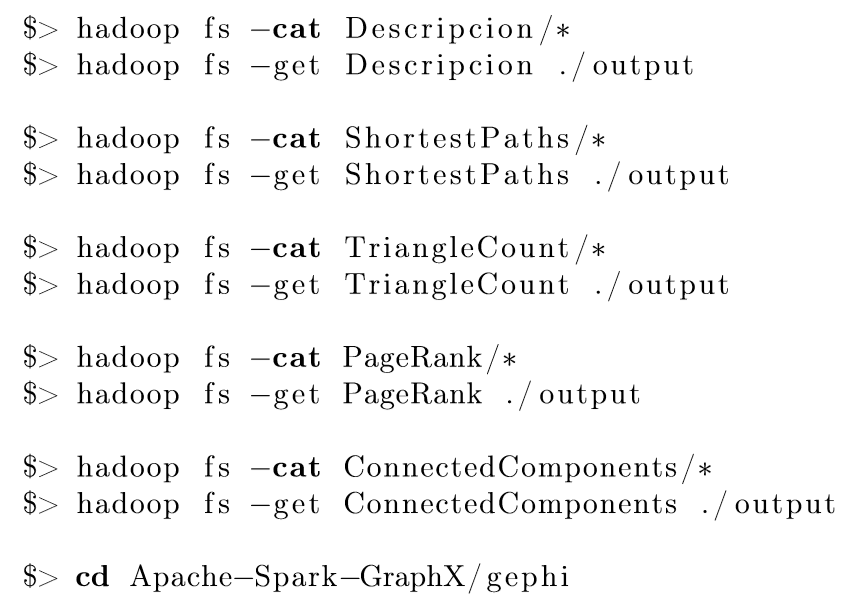 $> hadoop fs -cat Descripcion/*
$> hadoop fs -get Descripcion ./output
$> hadoop fs -cat ShortestPaths/*
$> hadoop fs -get ShortestPaths ./output
$> hadoop fs -cat TriangleCount/*
$> hadoop fs -get TriangleCount ./output
$> hadoop fs -cat PageRank/*
$> hadoop fs -get PageRank ./output
$> hadoop fs -cat ConnectedComponents/*
$> hadoop fs -get ConnectedComponents ./output
$> cd Apache-Spark-GraphX/gephi